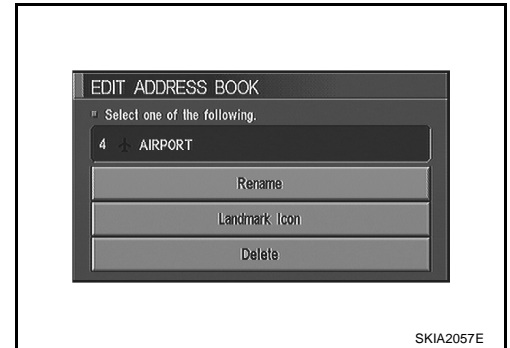 EDIT ADDRESS BOOK
Select one of the following.
4 AIRPORT
Rename
Landmark Icon
Delete
SKIA2057E